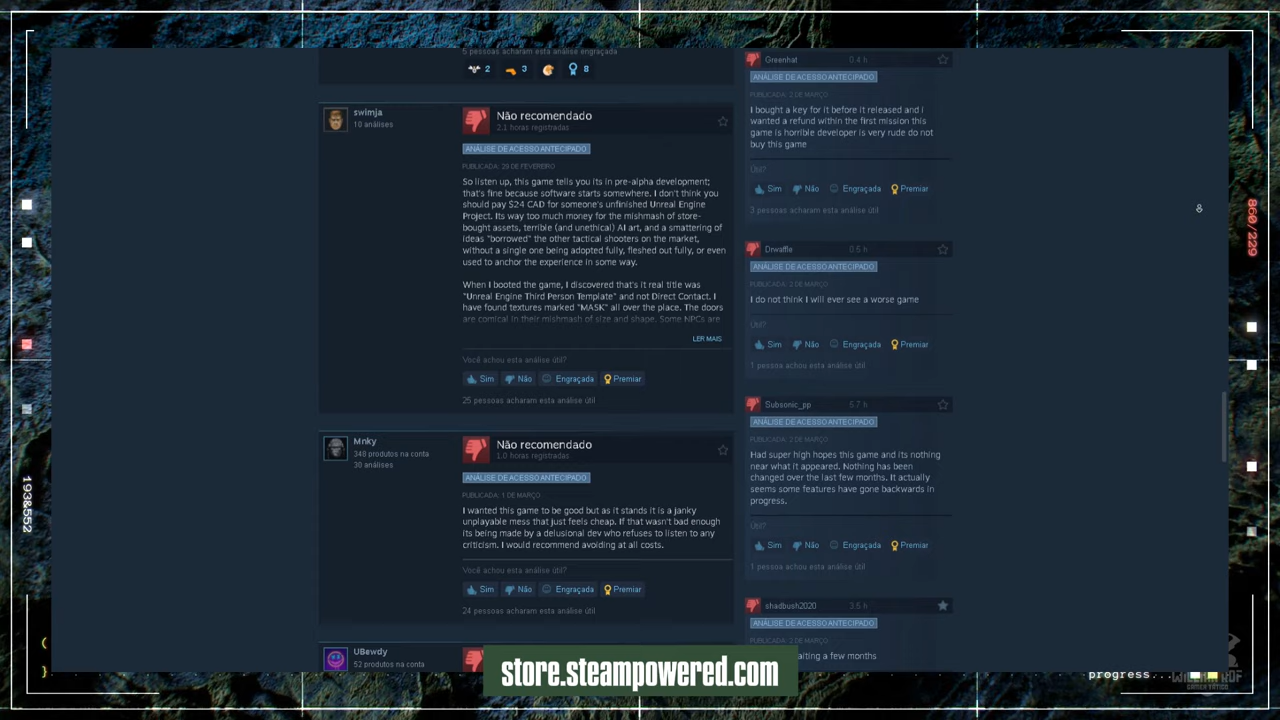 5 pessoas acharam esta análise engraçada
2 3 8
swimja
10 análises
Não recomendado
2.1 horas registradas
ANÁLISE DE ACESSO ANTECIPADO
PUBLICADA: 29 DE FEVEREIRO
So listen up, this game tells you its in pre-alpha development;
that's fine because software starts somewhere. I don't think you
should pay $24 CAD for someone's unfinished Unreal Engine
Project. Its way too much money for the mishmash of store-
bought assets, terrible (and unethical) AI art, and a smattering of
ideas "borrowed" the other tactical shooters on the market,
without a single one being adopted fully, fleshed out fully, or even
used to anchor the experience in some way.
When I booted the game, I discovered that's it real title was
"Unreal Engine Third Person Template" and not Direct Contact. I
have found textures marked "MASK" all over the place. The doors
are comical in their mishmash of size and shape. Some NPCs are
LER MAIS
Você achou esta análise útil?
Sim Não Engraçada Premiar
25 pessoas acharam esta análise útil
Mnky
348 produtos na conta
30 análises
Não recomendado
1.0 horas registradas
ANÁLISE DE ACESSO ANTECIPADO
PUBLICADA: 1 DE MARÇO
I wanted this game to be good but as it stands it is a janky
unplayable mess that just feels cheap. If that wasn't bad enough
its being made by a delusional dev who refuses to listen to any
criticism. I would recommend avoiding at all costs.
Você achou esta análise útil?
Sim Não Engraçada Premiar
24 pessoas acharam esta análise útil
UBewdy
52 produtos na conta
Greenhat 0.4 h
ANÁLISE DE ACESSO ANTECIPADO
PUBLICADA: 2 DE MARÇO
I bought a key for it before it released and i
wanted a refund within the first mission this
game is horrible developer is very rude do not
buy this game
Útil?
Sim Não Engraçada Premiar
3 pessoas acharam esta análise útil
Drwaffle 0.6 h
ANÁLISE DE ACESSO ANTECIPADO
PUBLICADA: 2 DE MARÇO
I do not think I will ever see a worse game
Útil?
Sim Não Engraçada Premiar
1 pessoa achou esta análise útil
Subsonic_pp 5.7 h
ANÁLISE DE ACESSO ANTECIPADO
PUBLICADA: 2 DE MARÇO
Had super high hopes this game and its nothing
near what it appeared. Nothing has been
changed over the last few months. It actually
seems some features have gone backwards in
progress.
Útil?
Sim Não Engraçada Premiar
1 pessoa achou esta análise útil
shadbush2020 3.5 h
ANÁLISE DE ACESSO ANTECIPADO
PUBLICADA: 2 DE MARÇO
aiting a few months
store.steampowered.com
860/229
193&552
progress...